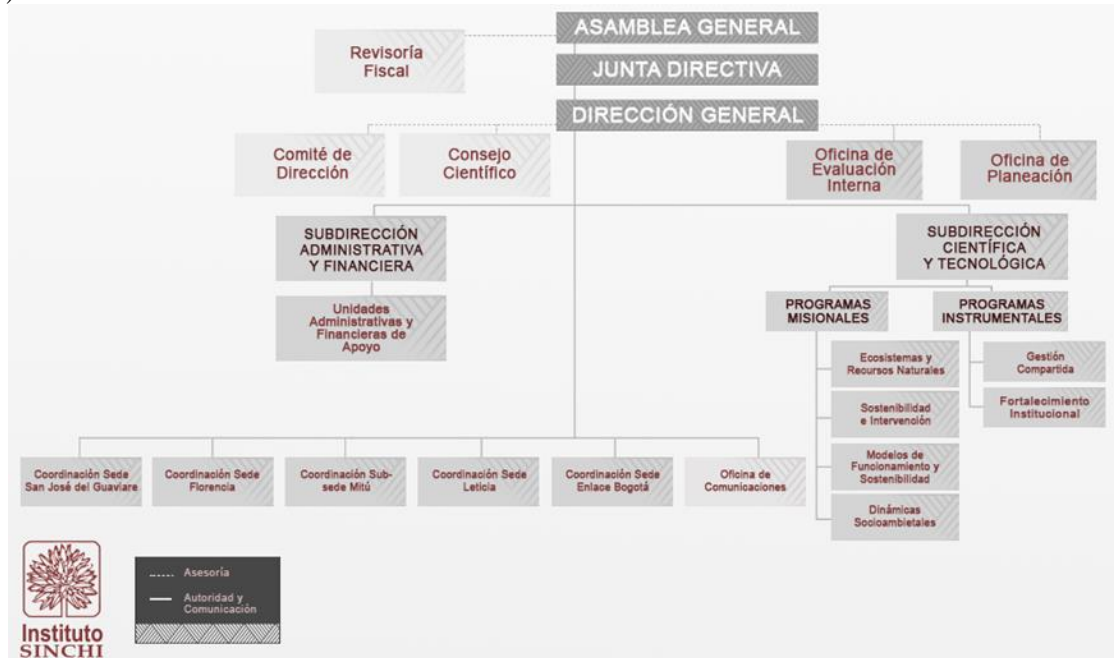 )
ASAMBLEA GENERAL
Revisoría
Fiscal
JUNTA DIRECTIVA
DIRECCIÓN GENERAL
Comité de
Dirección
Consejo
Científico
Oficina de
Evaluación
Interna
Oficina de
Planeación
SUBDIRECCIÓN
ADMINISTRATIVA
Y FINANCIERA
SUBDIRECCIÓN
CIENTÍFICA
Y TECNOLÓGICA
Unidades
Administrativas y
Financieras de
Apoyo
PROGRAMAS
MISIONALES
PROGRAMAS
INSTRUMENTALES
Ecosistemas y
Recursos Naturales
Gestión
Compartida
Sostenibilidad
e Intervención
Fortalecimiento
Institucional
Modelos de
Funcionamiento y
Sostenibilidad
Dinámicas
Socioambietales
Coordinación Sede
San José del Guaviare
Coordinación Sede
Florencia
Coordinación Sub-
sede Mitú
Coordinación Sede
Leticia
Coordinación Sede
Enlace Bogotá
Oficina de
Comunicaciones
Asesoría
Autoridad y
Comunicación
Instituto
SINCHI